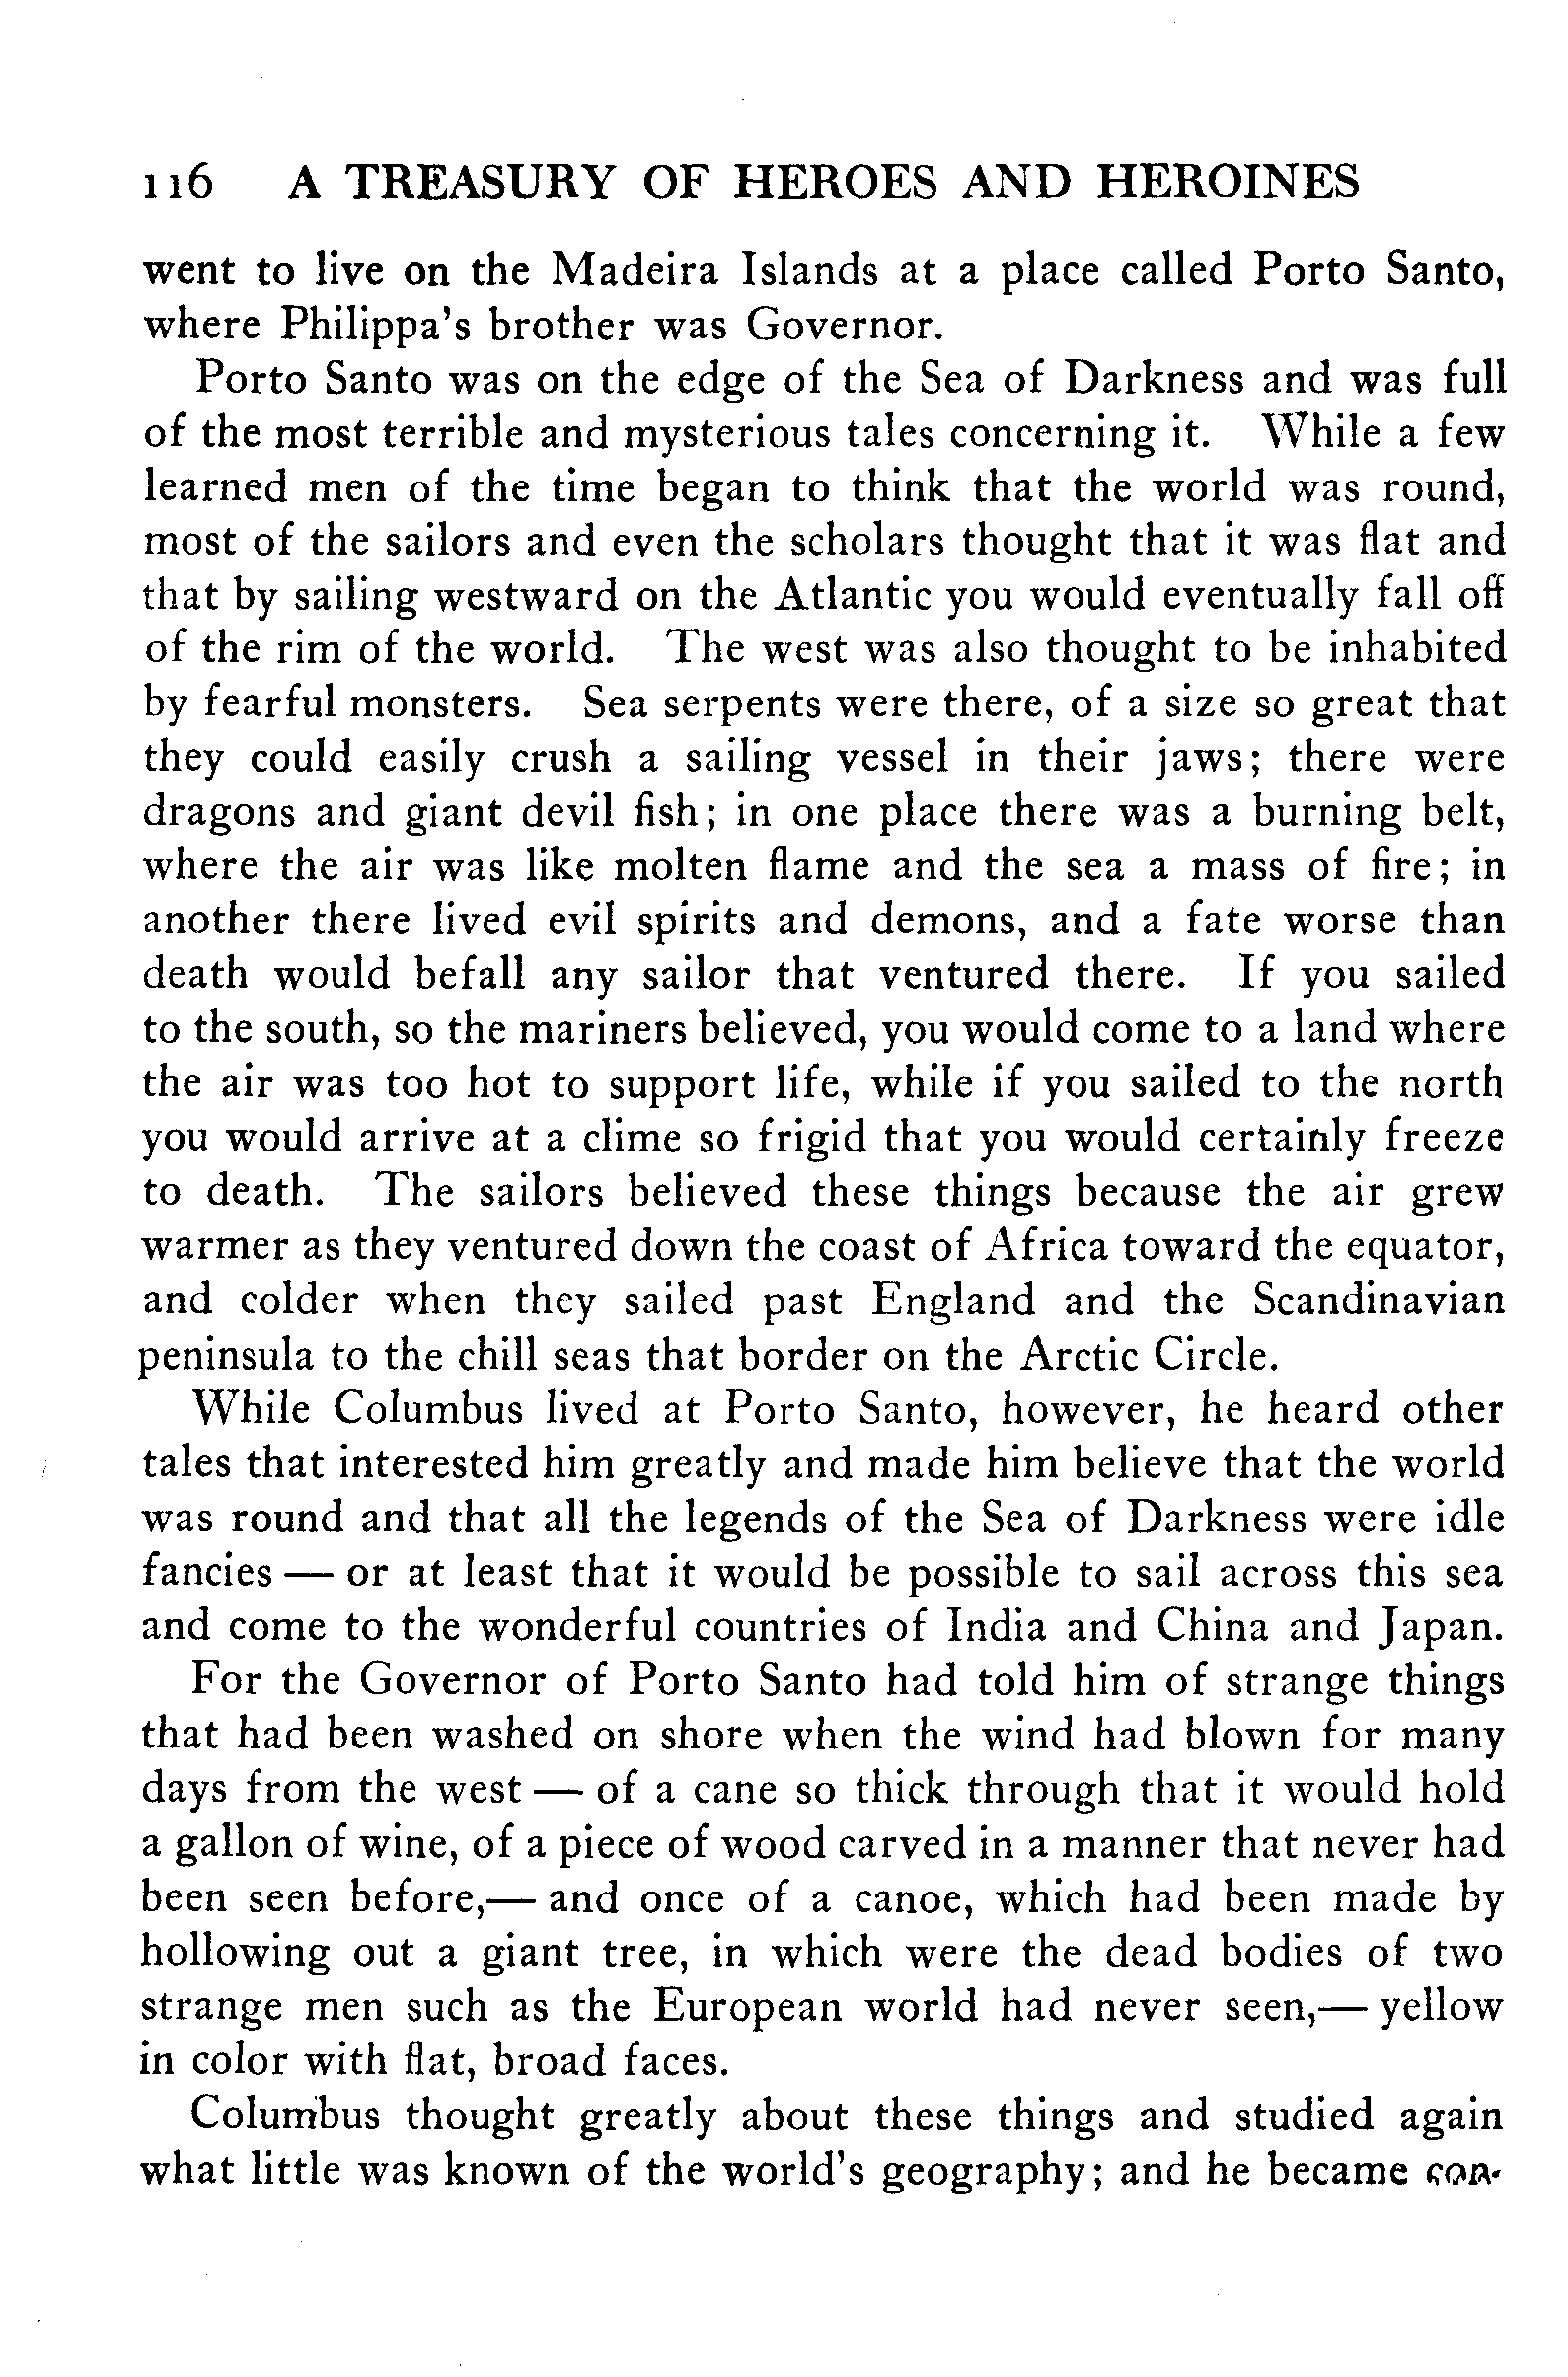 116 A TREASURY OF HEROES AND HEROINES
went to live on the Madeira Islands at a place called Porto Santo,
where Philippa's brother was Governor.
Porto Santo was on the edge of the Sea of Darkness and was full
of the most terrible and mysterious tales concerning it. While a few
learned men of the time began to think that the world was round,
most of the sailors and even the scholars thought that it was flat and
that by sailing westward on the Atlantic you would eventually fall off
of the rim of the world. The west was also thought to be inhabited
by fearful monsters. Sea serpents were there, of a size so great that
they could easily crush a sailing vessel in their jaws; there were
dragons and giant devil fish; in one place there was a burning belt,
where the air was like molten flame and the sea a mass of fire; in
another there lived evil spirits and demons, and a fate worse than
death would befall any sailor that ventured there. If you sailed
to the south, so the mariners believed, you would come to a land where
the air was too hot to support life, while if you sailed to the north
you would arrive at a clime so frigid that you would certainly freeze
to death. The sailors believed these things because the air grew
warmer as they ventured down the coast of Africa toward the equator,
and colder when they sailed past England and the Scandinavian
peninsula to the chill seas that border on the Arctic Circle.
While Columbus lived at Porto Santo, however, he heard other
tales that interested him greatly and made him believe that the world
was round and that all the legends of the Sea of Darkness were idle
fancies — or at least that it would be possible to sail across this sea
and come to the wonderful countries of India and China and Japan.
For the Governor of Porto Santo had told him of strange things
that had been washed on shore when the wind had blown for many
days from the west — of a cane so thick through that it would hold
a gallon of wine, of a piece of wood carved in a manner that never had
been seen before,— and once of a canoe, which had been made by
hollowing out a giant tree, in which were the dead bodies of two
strange men such as the European world had never seen,— yellow
in color with flat, broad faces.
Columbus thought greatly about these things and studied again
what little was known of the world's geography; and he became con-